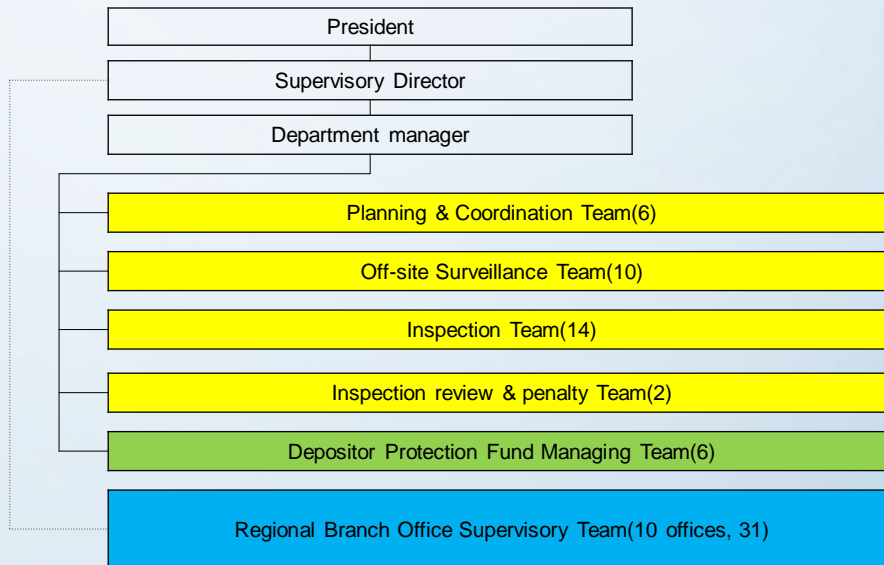 President
Supervisory Director
Department manager
Planning & Coordination Team(6)
Off-site Surveillance Team(10)
Inspection Team(14)
Inspection review & penalty Team(2)
Depositor Protection Fund Managing Team(6)
Regional Branch Office Supervisory Team(10 offices, 31)